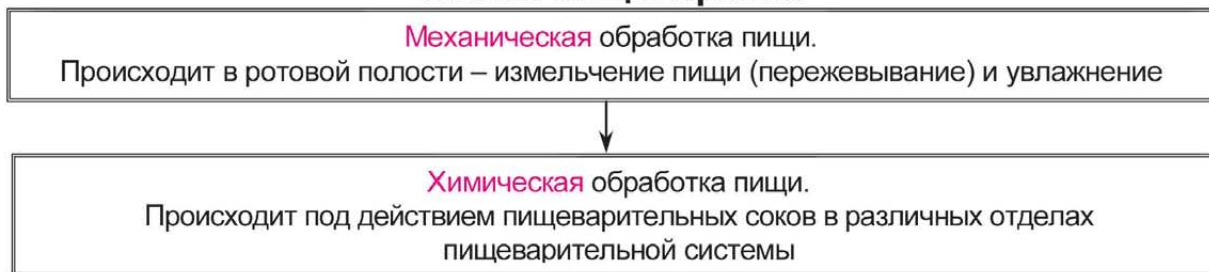 Механическая обработка пищи.
Происходит в ротовой полости – измельчение пищи (пережевывание) и увлажнение
Химическая обработка пищи.
Происходит под действием пищеварительных соков в различных отделах
пищеварительной системы